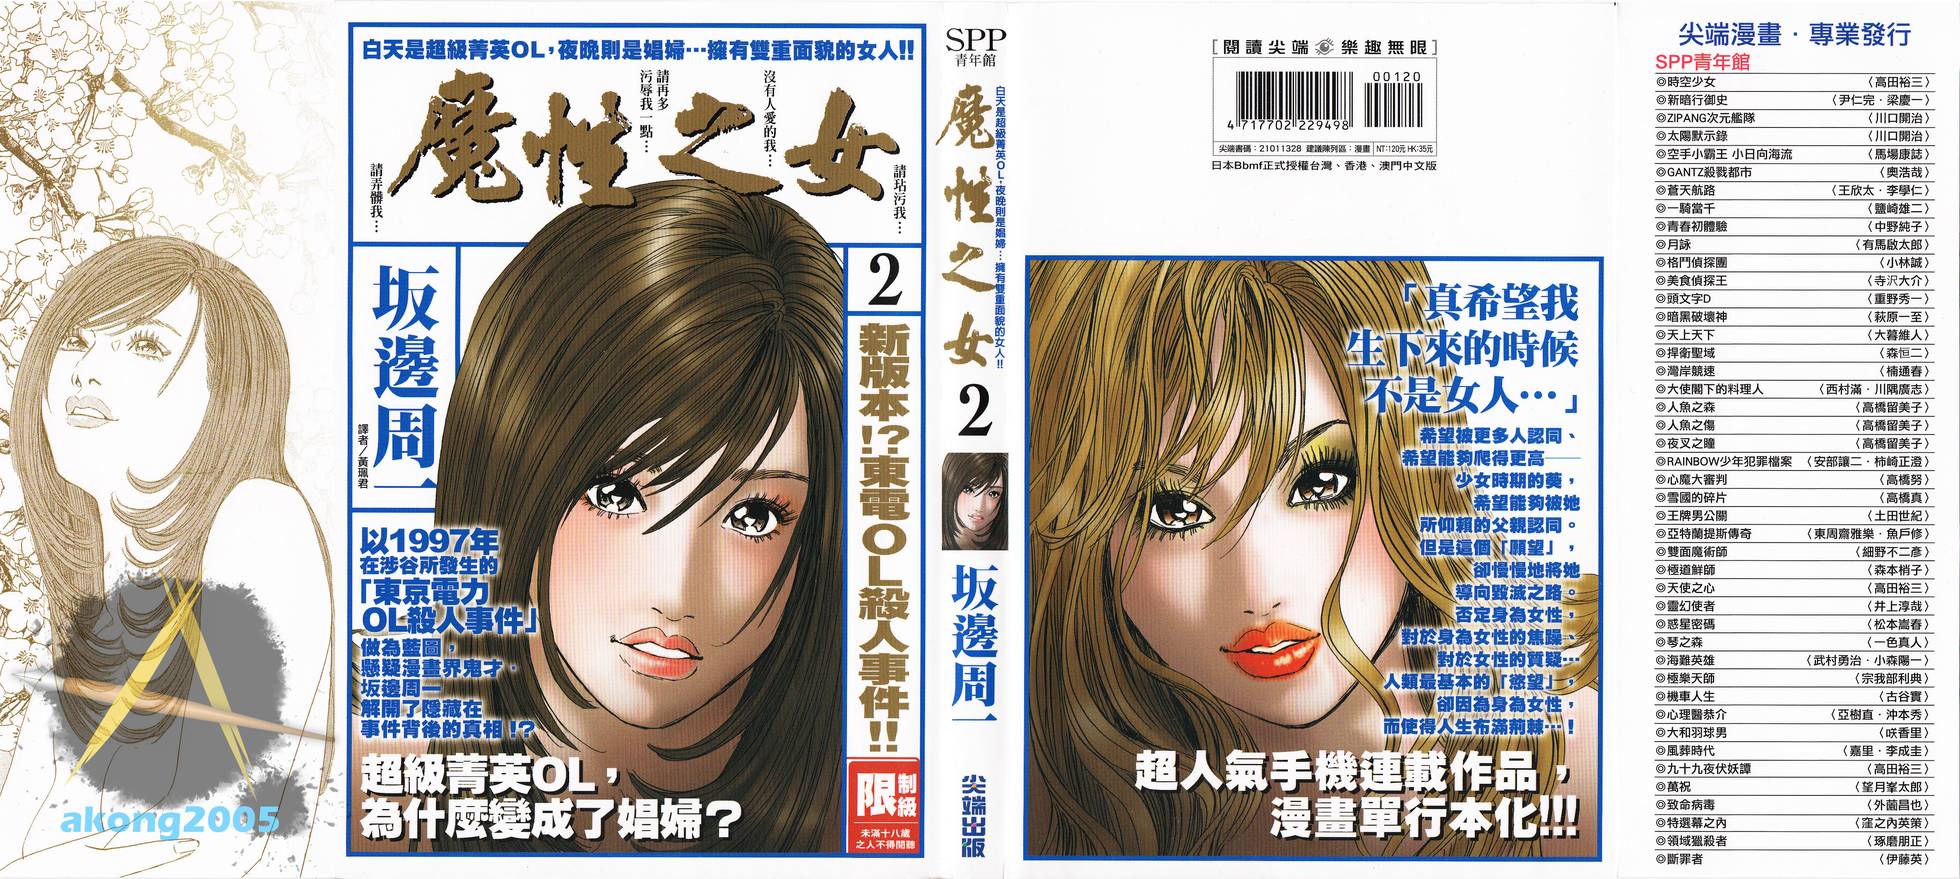 akong2005
白天是超級菁英OL,夜晚則是娼婦…擁有雙重面貌的女人!!
魔性之女
請弄髒我…
請再多
污辱我一點…
沒有人愛的我…
請玷污我…
坂邊周一
譯者/黃珮君
2
新版本!?東電OL殺人事件!!
以1997年
在涉谷所發生的
「東京電力
OL殺人事件」
做為藍圖,
懸疑漫畫界鬼才.
坂邊周一
解開了隱藏在
事件背後的真相!?
超級菁英OL,
為什麼變成了娼婦?
限制級
未滿十八歲
之人不得閱聽
SPP
青年館
白天是超級菁英OL,夜晚則是娼婦…擁有雙重面貌的女人!!
魔性之女
2
坂邊周一
尖端出版
[閱讀尖端 樂趣無限]
00120
4 717702 229498
尖端書碼:21011328 建議陳列區:漫畫 NT:120元 HK:35元
日本Bbmf正式授權台灣、香港、澳門中文版
「真希望我
生下來的時候
不是女人…」
希望被更多人認同、
希望能夠爬得更高——
少女時期的葵,
希望能夠被她
所仰賴的父親認同。
但是這個「願望」,
卻慢慢地將她
導向毀滅之路。
否定身為女性,
對於身為女性的焦躁、
對於女性的質疑…
人類最基本的「慾望」,
卻因為身為女性,
而使得人生布滿荊棘…!
超人氣手機連載作品,
漫畫單行本化!!!
尖端漫畫.專業發行
SPP青年館
◎時空少女 〈高田裕三〉
◎新暗行御史 〈尹仁完.梁慶一〉
◎ZIPANG次元艦隊 〈川口開治〉
◎太陽默示錄 〈川口開治〉
◎空手小霸王 小日向海流 〈馬場康誌〉
◎GANTZ殺戮都市 〈奧浩哉〉
◎蒼天航路 〈王欣太.李學仁〉
◎一騎當千 〈鹽崎雄二〉
◎青春初體驗 〈中野純子〉
◎月詠 〈有馬啟太郎〉
◎格鬥偵探團 〈小林誠〉
◎美食偵探王 〈寺沢大介〉
◎頭文字D 〈重野秀一〉
◎暗黑破壞神 〈萩原一至〉
◎天上天下 〈大暮維人〉
◎捍衛聖域 〈森恒二〉
◎灣岸競速 〈楠通春〉
◎大使閣下的料理人 〈西村滿.川隅廣志〉
◎人魚之森 〈高橋留美子〉
◎人魚之傷 〈高橋留美子〉
◎夜叉之瞳 〈高橋留美子〉
◎RAINBOW少年犯罪檔案 〈安部讓二.柿崎正澄〉
◎心魔大審判 〈高橋努〉
◎雪國的碎片 〈高橋真〉
◎王牌男公關 〈土田世紀〉
◎亞特蘭提斯傳奇 〈東周齋雅樂.魚戶修〉
◎雙面魔術師 〈細野不二彥〉
◎極道鮮師 〈森本梢子〉
◎天使之心 〈高田裕三〉
◎靈幻使者 〈井上淳哉〉
◎惑星密碼 〈松本嵩春〉
◎琴之森 〈一色真人〉
◎海難英雄 〈武村勇治.小森陽一〉
◎極樂天師 〈宗我部利典〉
◎機車人生 〈古谷實〉
◎心理醫恭介 〈亞樹直.沖本秀〉
◎大和羽球男 〈咲香里〉
◎風葬時代 〈嘉里.李成圭〉
◎九十九夜伏妖譚 〈高田裕三〉
◎萬祝 〈望月峯太郎〉
◎致命病毒 〈外薗昌也〉
◎特選幕之內 〈窪之內英策〉
◎領域獵殺者 〈琢磨朋正〉
◎斷罪者 〈伊藤英〉